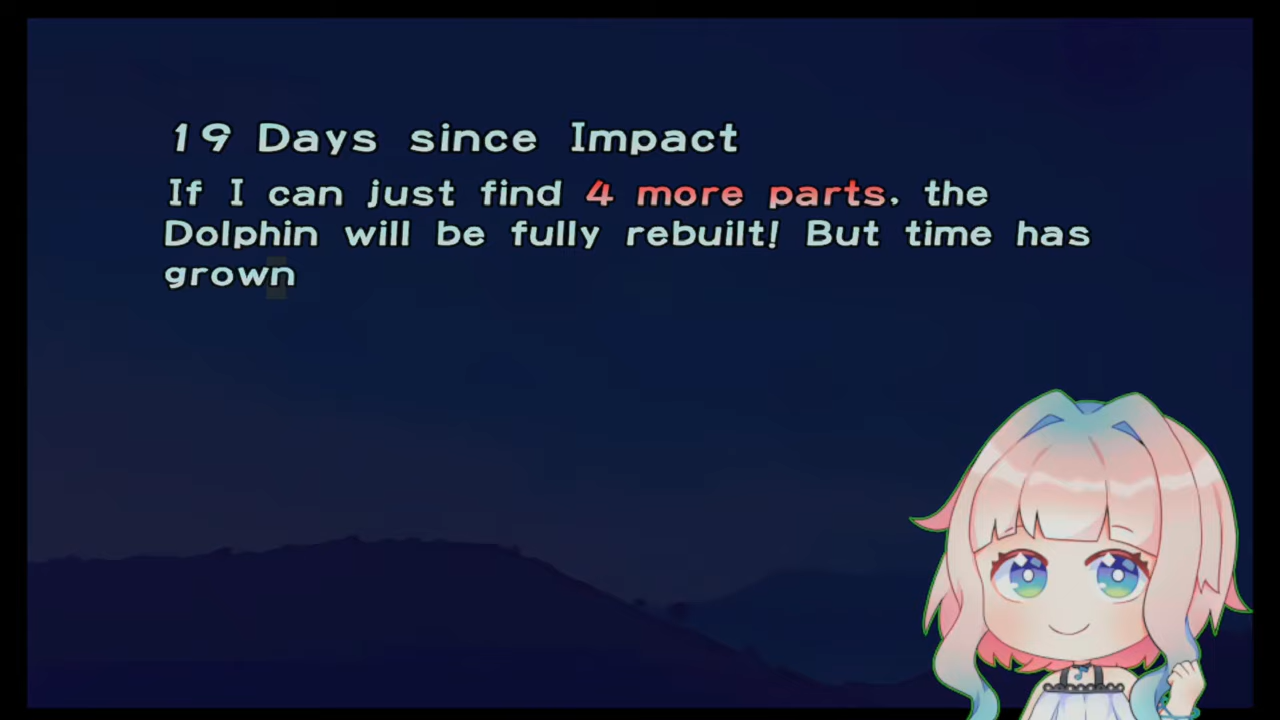 19 Days since Impact
If I can just find 4 more parts, the
Dolphin will be fully rebuilt! But time has
grown